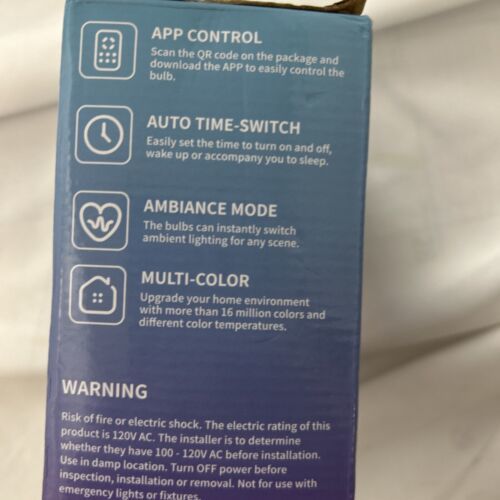 APP CONTROL
Scan the QR code on the package and
download the APP to easily control the
bulb.
AUTO TIME-SWITCH
Easily set the time to turn on and off,
wake up or accompany you to sleep.
AMBIANCE MODE
The bulbs can instantly switch
ambient lighting for any scene.
MULTI-COLOR
Upgrade your home environment
with more than 16 million colors and
different color temperatures.
WARNING
Risk of fire or electric shock. The electric rating of this
product is 120V AC. The installer is to determine
whether they have 100 - 120V AC before installation.
Use in damp location. Turn OFF power before
inspection, installation or removal. Not for use with
emergency lights or fixtures.